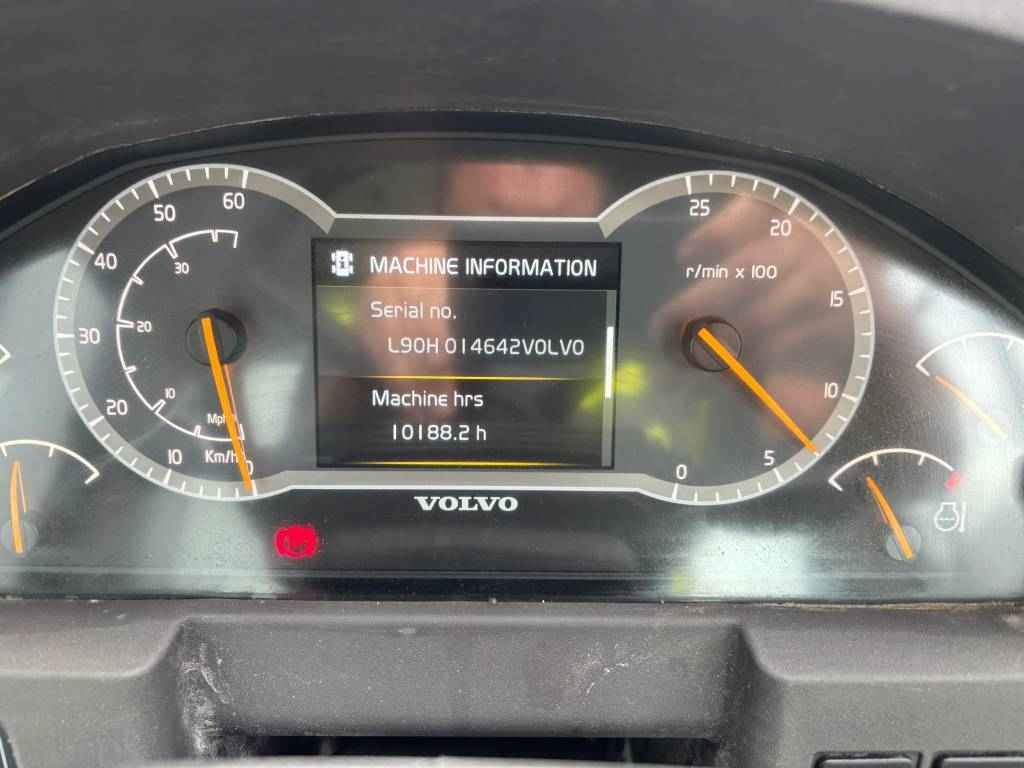 MACHINE INFORMATION
Serial no.
L90H 014642VOLVO
Machine hrs
10188.2 h
VOLVO
60
50
40
30
20
10
0
30
20
10
Mph
Km/h
25
20
15
10
5
0
r/min x 100